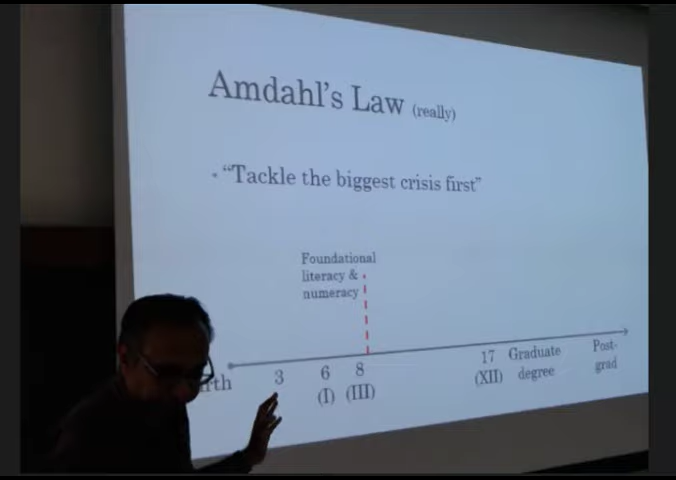 Amdahl's Law (really)
• "Tackle the biggest crisis first"
Foundational
literacy &
numeracy
3 6 8 17 Graduate Post-
(I) (III) (XII) degree grad